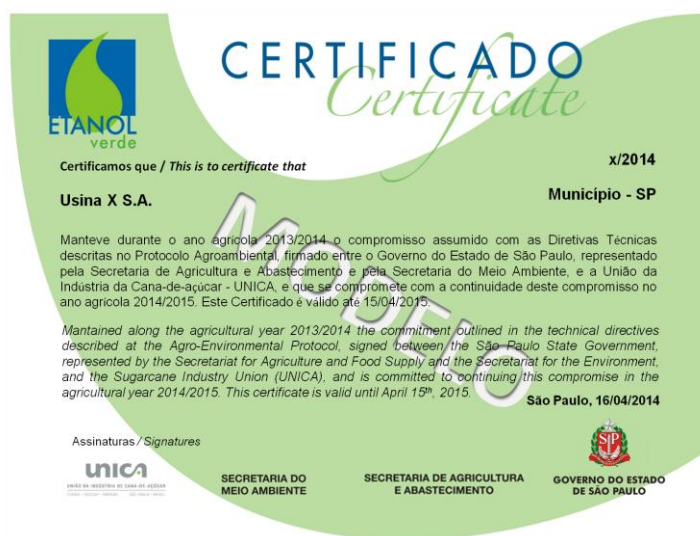 CERTIFICADO
Certificate
ETANOL
verde
Certificamos que / This is to certificate that
x/2014
Usina X S.A.
Município - SP
Manteve durante o ano agrícola 2013/2014 o compromisso assumido com as Diretivas Técnicas
descritas no Protocolo Agroambiental, firmado entre o Governo do Estado de São Paulo, representado
pela Secretaria de Agricultura e Abastecimento e pela Secretaria do Meio Ambiente, e a União da
Indústria da Cana-de-açúcar - UNICA, e que se compromete com a continuidade deste compromisso no
ano agrícola 2014/2015. Este Certificado é válido até 15/04/2015.
Mantained along the agricultural year 2013/2014 the commitment outlined in the technical directives
described at the Agro-Environmental Protocol, signed between the São Paulo State Government,
represented by the Secretariat for Agriculture and Food Supply and the Secretariat for the Environment,
and the Sugarcane Industry Union (UNICA), and is committed to continuing this compromise in the
agricultural year 2014/2015. This certificate is valid until April 15th, 2015.
São Paulo, 16/04/2014
MODELO
Assinaturas / Signatures
unica
UNIÃO DA INDÚSTRIA DE CANA-DE-AÇÚCAR
SECRETARIA DO
MEIO AMBIENTE
SECRETARIA DE AGRICULTURA
E ABASTECIMENTO
SP
GOVERNO DO ESTADO
DE SÃO PAULO